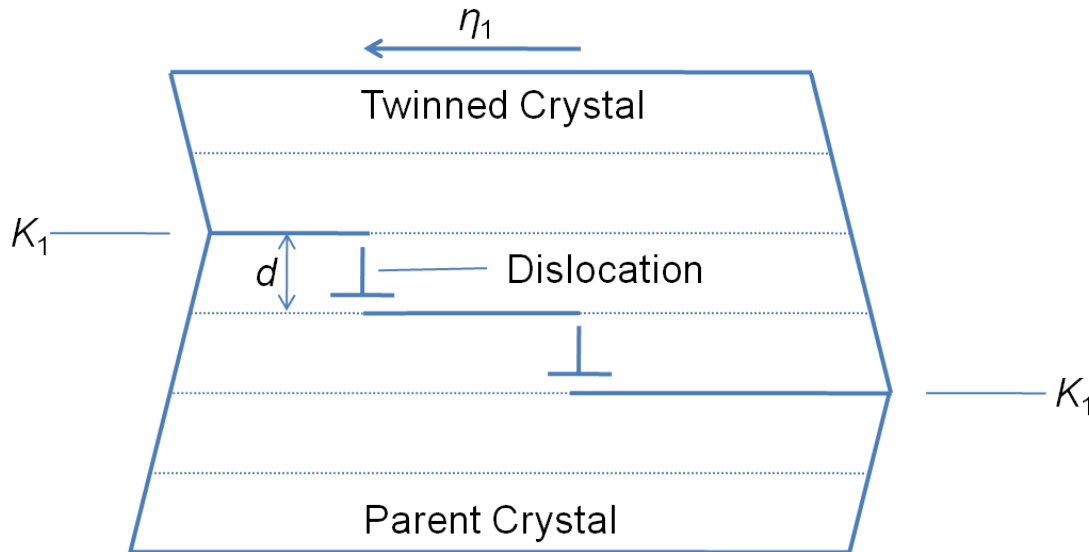 η₁
Twinned Crystal
K₁
d
Dislocation
K₁
Parent Crystal